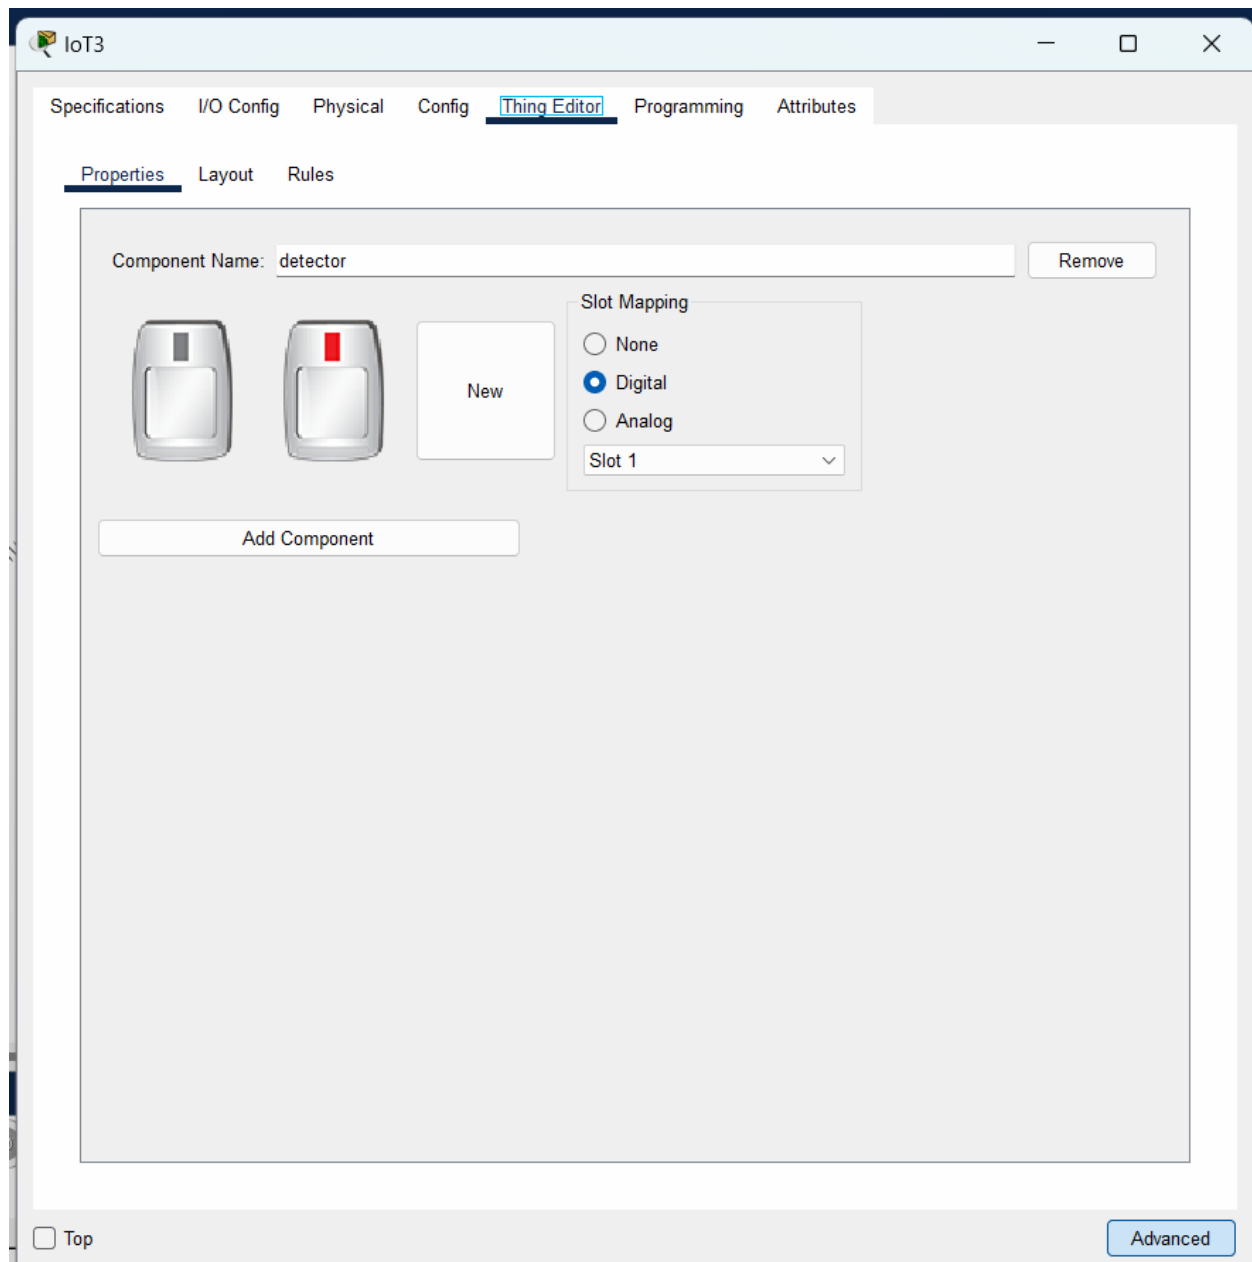 IoT3
Specifications I/O Config Physical Config Thing Editor Programming Attributes
Properties Layout Rules
Component Name: detector Remove
Slot Mapping
None
New
Digital
Analog
Slot 1
Add Component
Top Advanced